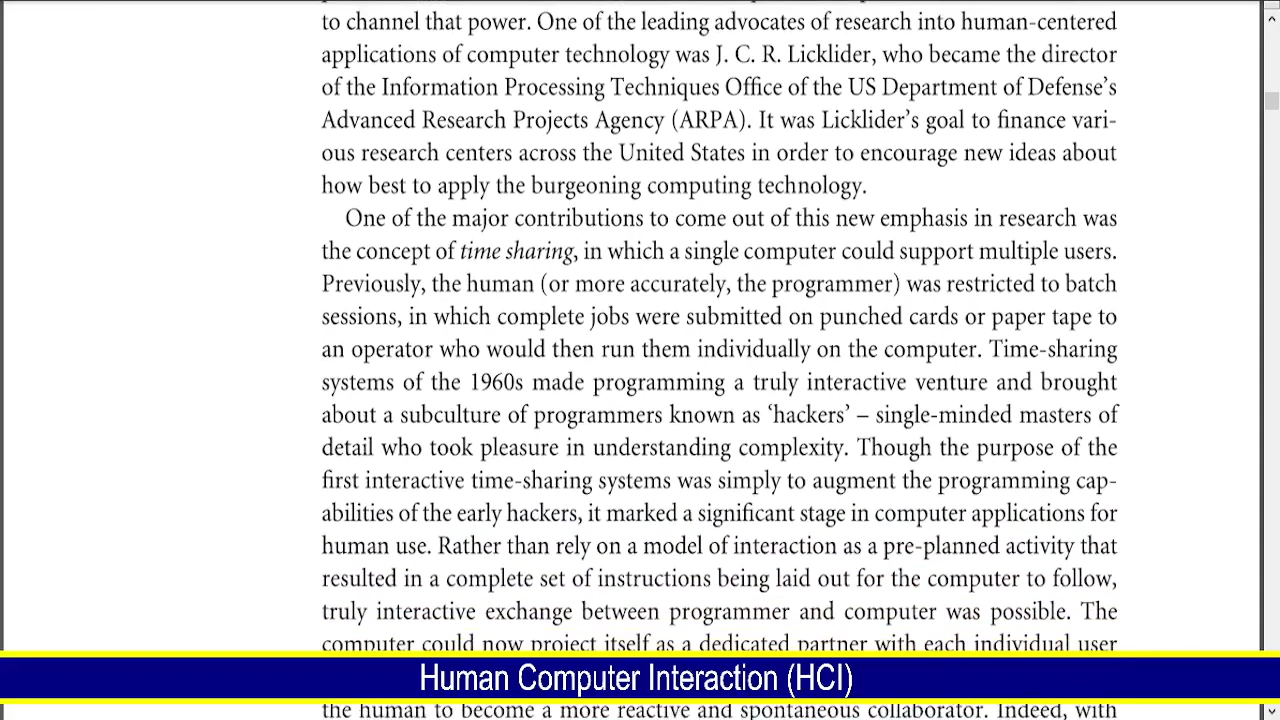 to channel that power. One of the leading advocates of research into human-centered
applications of computer technology was J. C. R. Licklider, who became the director
of the Information Processing Techniques Office of the US Department of Defense's
Advanced Research Projects Agency (ARPA). It was Licklider's goal to finance vari-
ous research centers across the United States in order to encourage new ideas about
how best to apply the burgeoning computing technology.
One of the major contributions to come out of this new emphasis in research was
the concept of time sharing, in which a single computer could support multiple users.
Previously, the human (or more accurately, the programmer) was restricted to batch
sessions, in which complete jobs were submitted on punched cards or paper tape to
an operator who would then run them individually on the computer. Time-sharing
systems of the 1960s made programming a truly interactive venture and brought
about a subculture of programmers known as ‘hackers’ – single-minded masters of
detail who took pleasure in understanding complexity. Though the purpose of the
first interactive time-sharing systems was simply to augment the programming cap-
abilities of the early hackers, it marked a significant stage in computer applications for
human use. Rather than rely on a model of interaction as a pre-planned activity that
resulted in a complete set of instructions being laid out for the computer to follow,
truly interactive exchange between programmer and computer was possible. The
computer could now project itself as a dedicated partner with each individual user
Human Computer Interaction (HCI)
the human to become a more reactive and spontaneous collaborator. Indeed, with